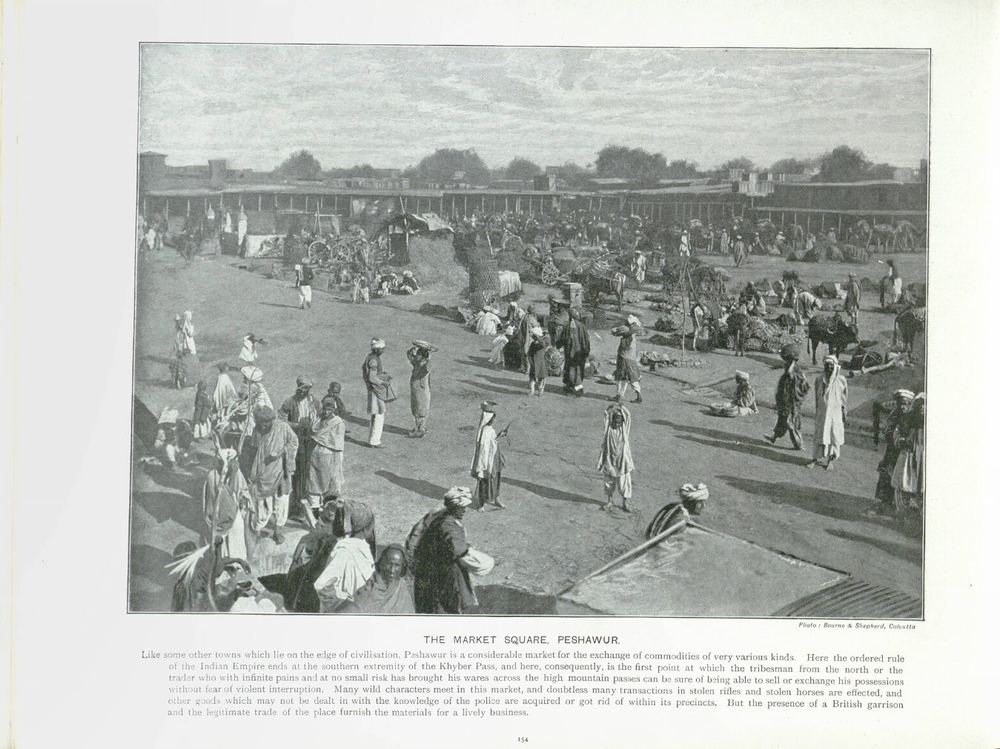 Photo: Bourne & Shepherd, Calcutta
THE MARKET SQUARE, PESHAWUR.
Like some other towns which lie on the edge of civilisation, Peshawur is a considerable market for the exchange of commodities of very various kinds. Here the ordered rule
of the Indian Empire ends at the southern extremity of the Khyber Pass, and here, consequently, is the first point at which the tribesman from the north or the
trader who with infinite pains and at no small risk has brought his wares across the high mountain passes can be sure of being able to sell or exchange his possessions
without fear of violent interruption. Many wild characters meet in this market, and doubtless many transactions in stolen rifles and stolen horses are effected, and
other goods which may not be dealt in with the knowledge of the police are acquired or got rid of within its precincts. But the presence of a British garrison
and the legitimate trade of the place furnish the materials for a lively business.
154